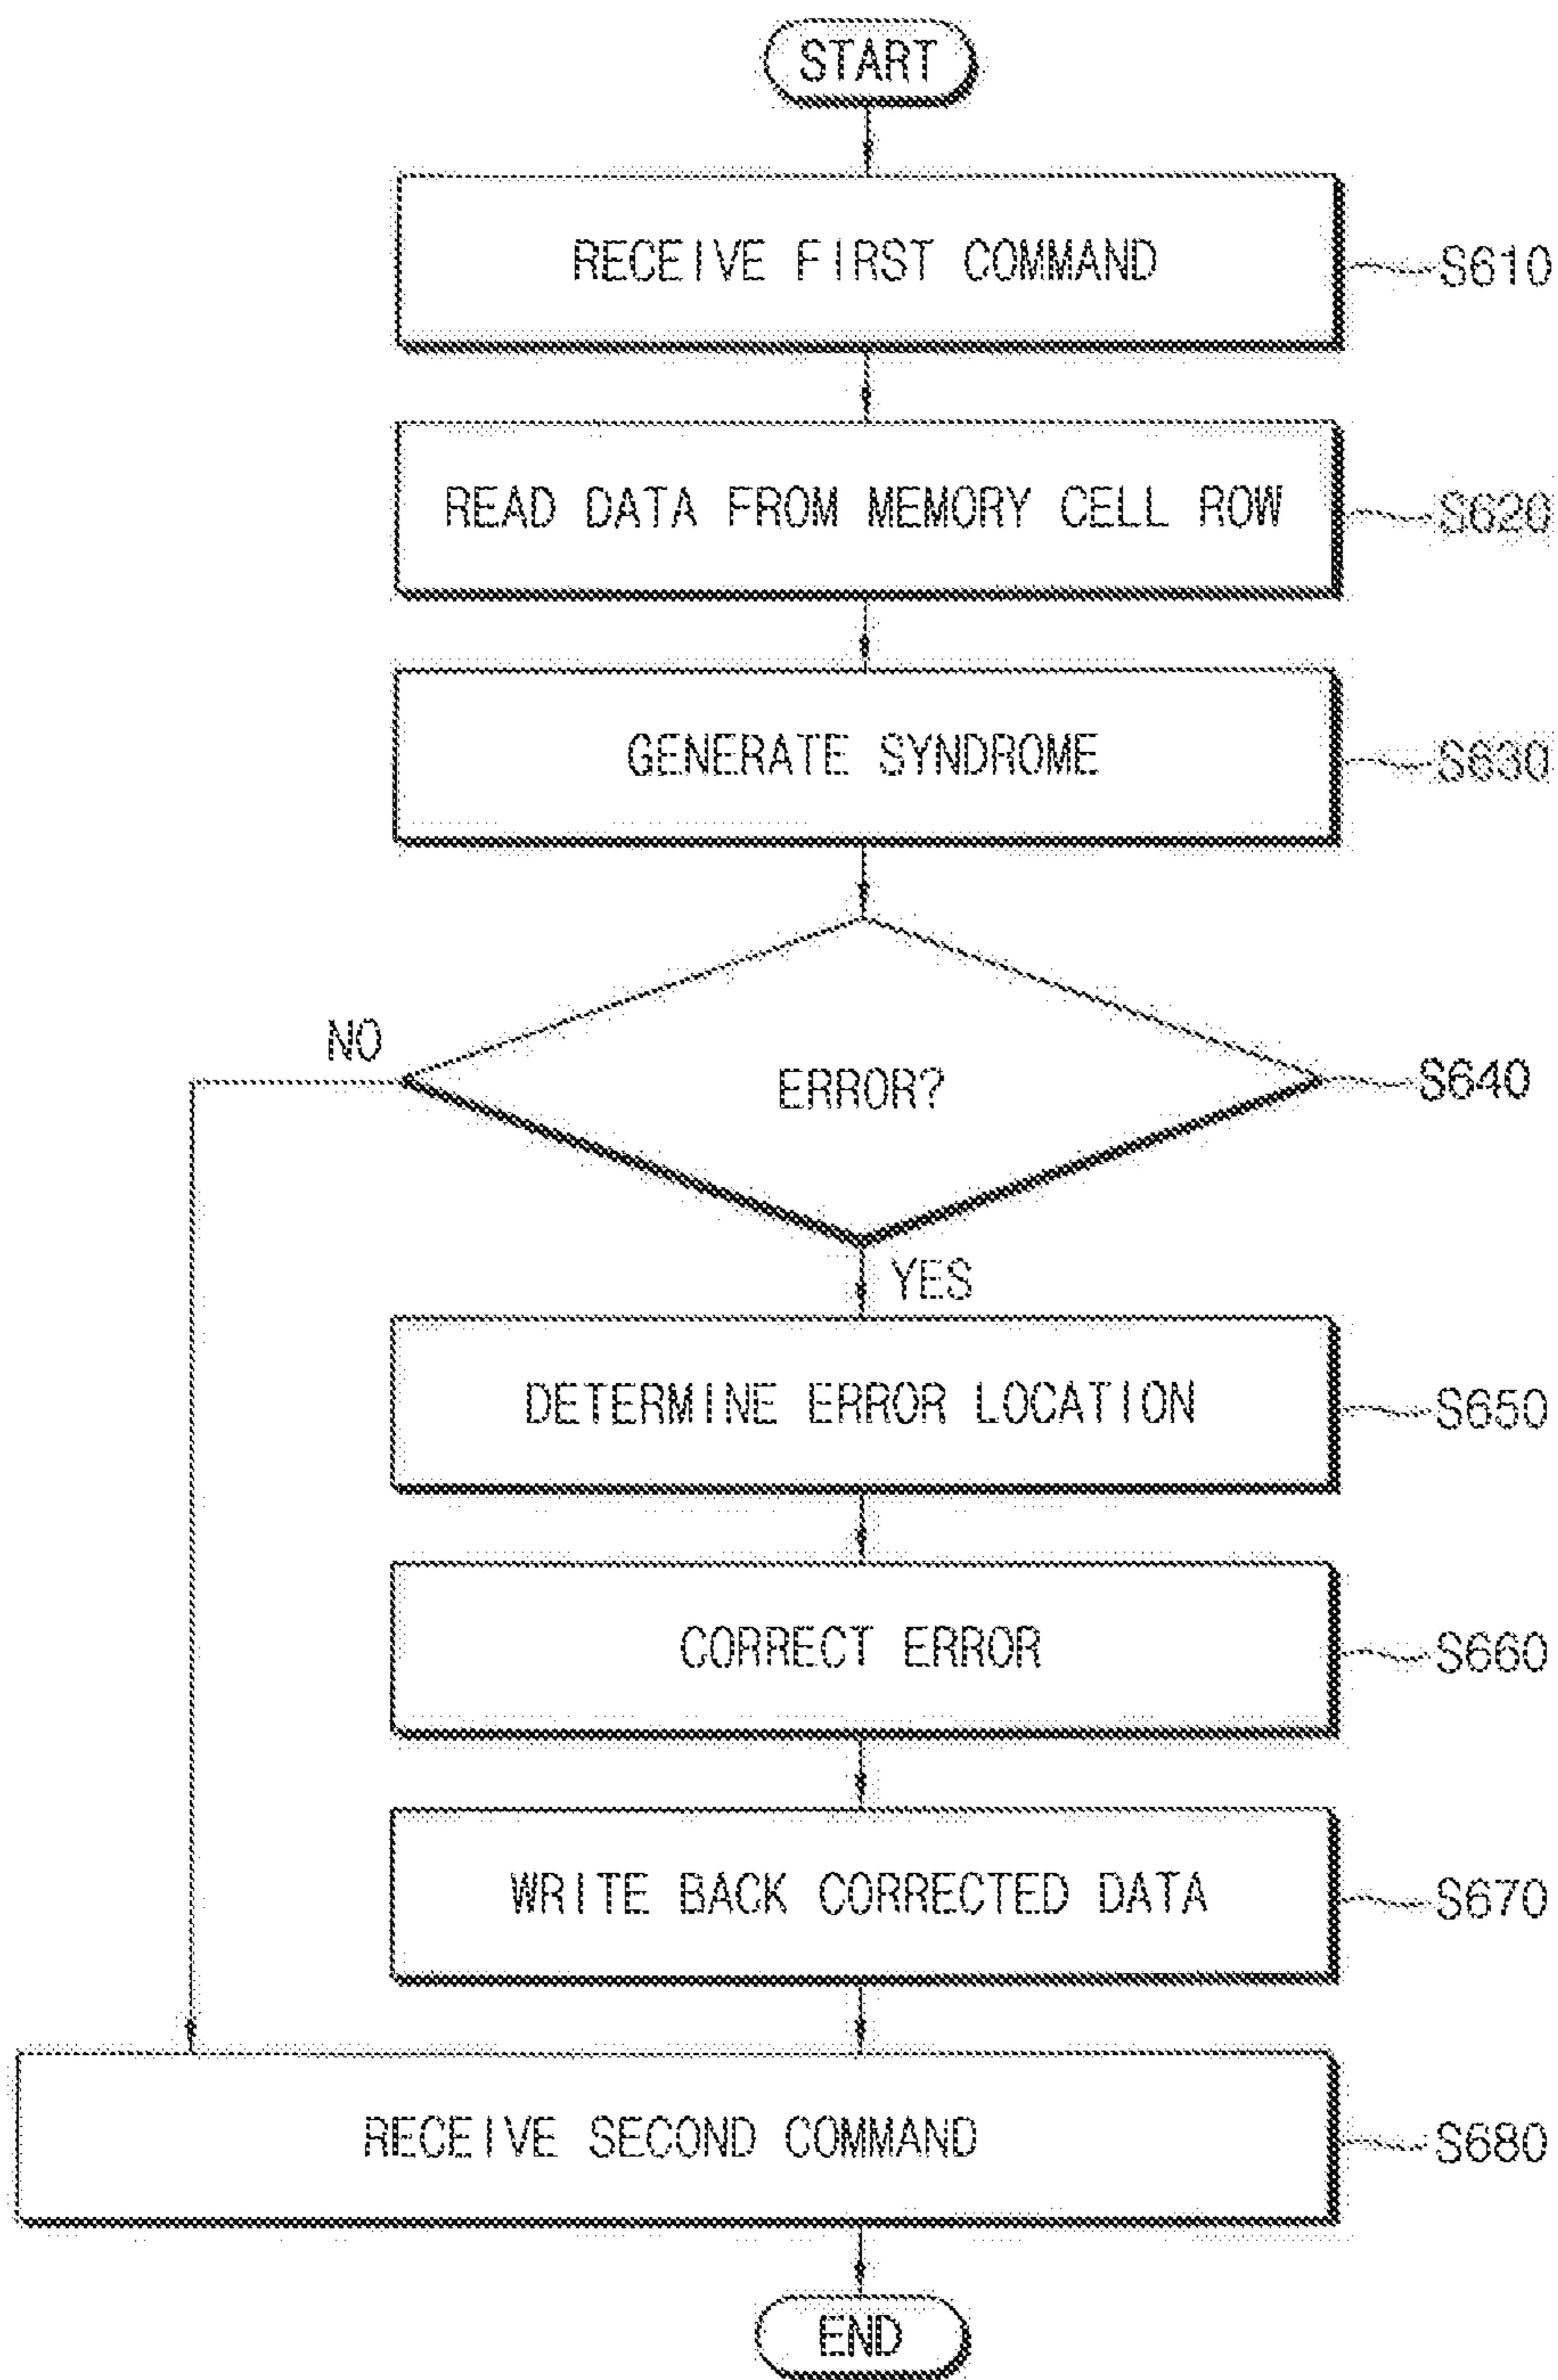 START
RECEIVE FIRST COMMAND
S610
READ DATA FROM MEMORY CELL ROW
S620
GENERATE SYNDROME
S630
NO
ERROR?
S640
YES
DETERMINE ERROR LOCATION
S650
CORRECT ERROR
S660
WRITE BACK CORRECTED DATA
S670
RECEIVE SECOND COMMAND
S680
END